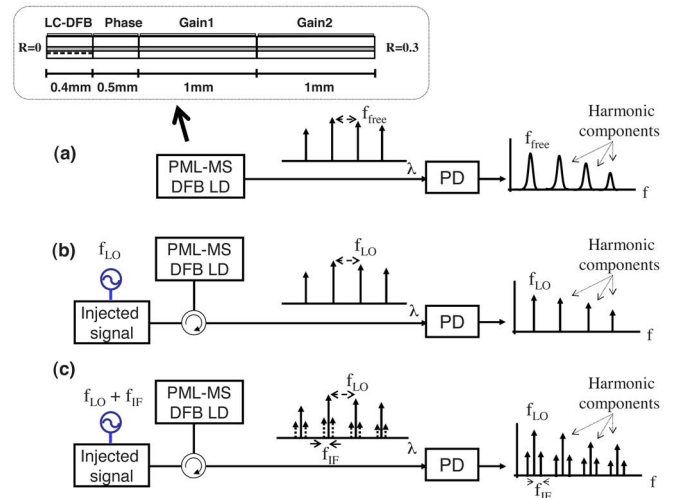 LC-DFB Phase Gain1 Gain2
R=0 R=0.3
0.4mm 0.5mm 1mm 1mm
(a)
PML-MS
DFB LD
f_free
λ
PD
f_free
Harmonic
components
f
(b)
f_LO
Injected
signal
PML-MS
DFB LD
f_LO
λ
PD
f_LO
Harmonic
components
f
(c)
f_LO + f_IF
Injected
signal
PML-MS
DFB LD
f_LO
f_IF
λ
PD
f_LO
Harmonic
components
f_IF
f